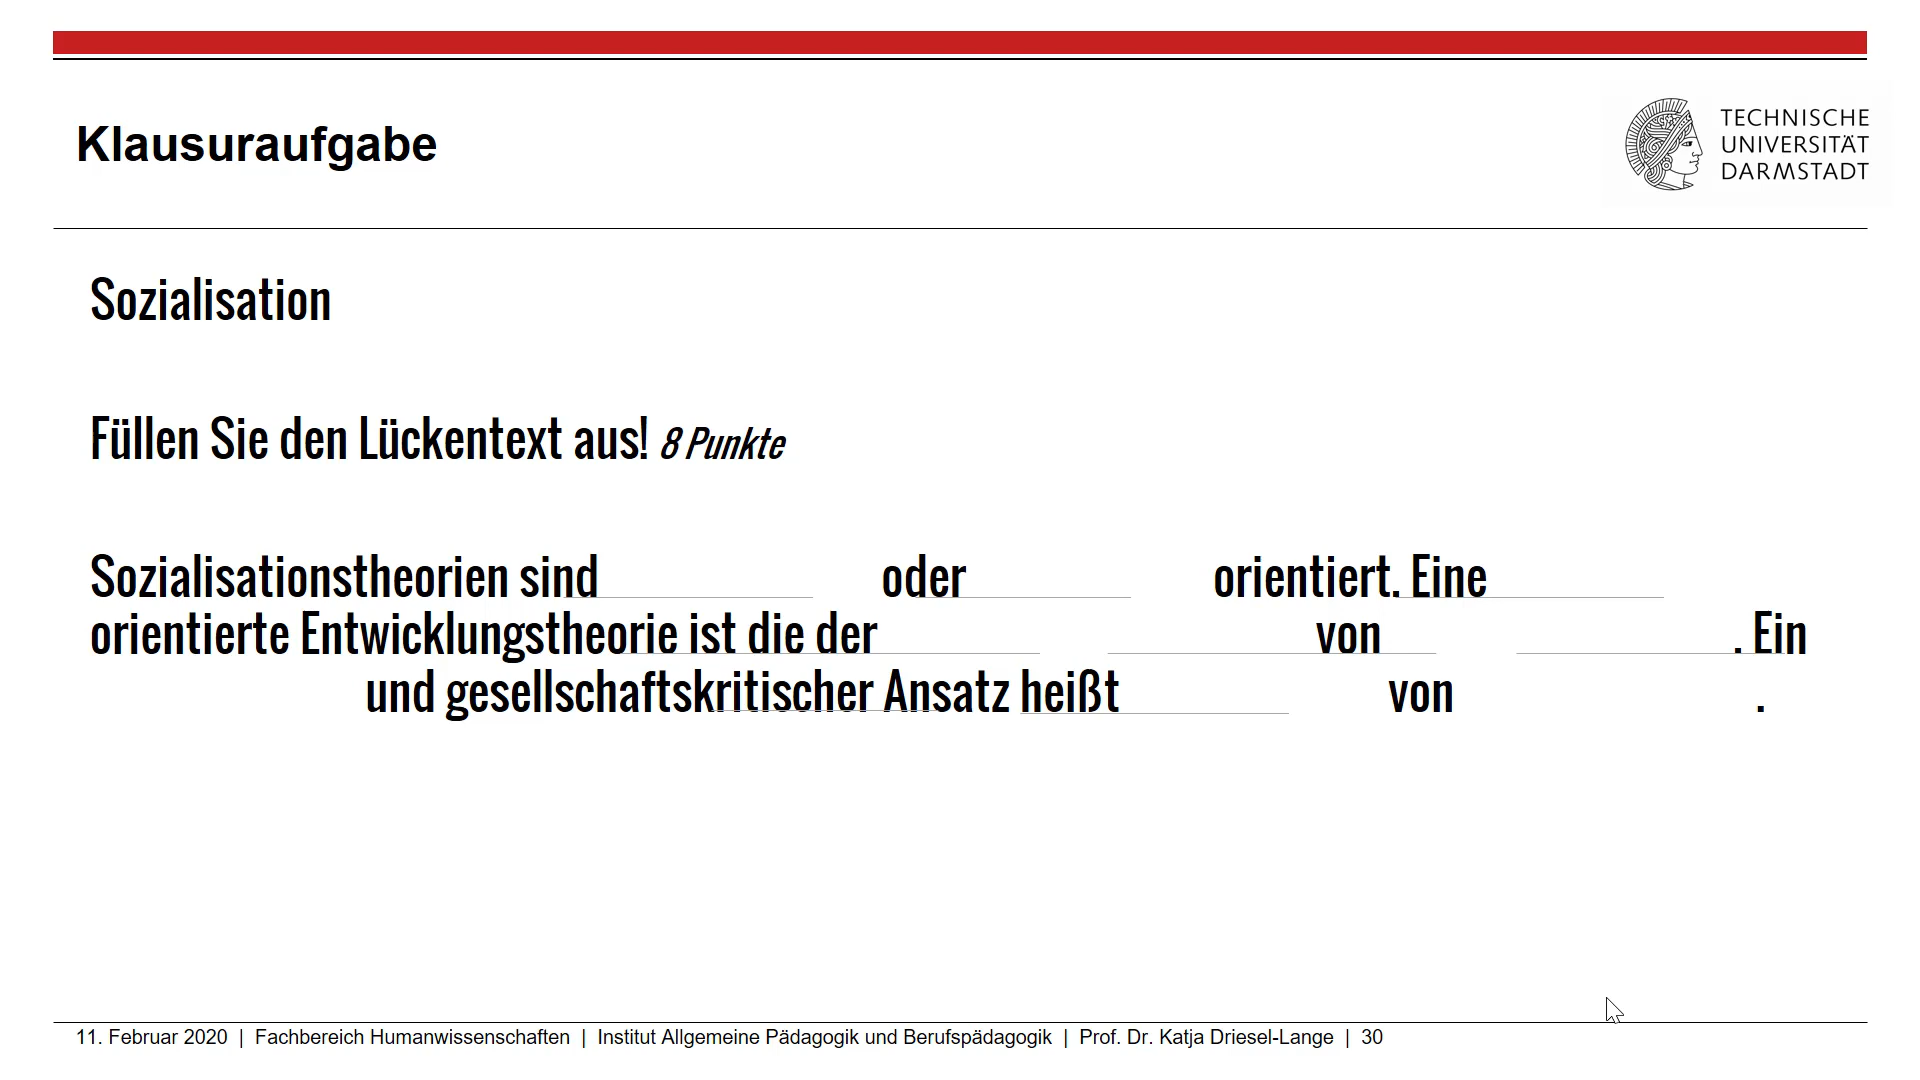 Klausuraufgabe
TECHNISCHE
UNIVERSITÄT
DARMSTADT
Sozialisation
Füllen Sie den Lückentext aus! 8 Punkte
Sozialisationstheorien sind oder orientiert. Eine
orientierte Entwicklungstheorie ist die der von . Ein
und gesellschaftskritischer Ansatz heißt von .
11. Februar 2020 | Fachbereich Humanwissenschaften | Institut Allgemeine Pädagogik und Berufspädagogik | Prof. Dr. Katja Driesel-Lange | 30